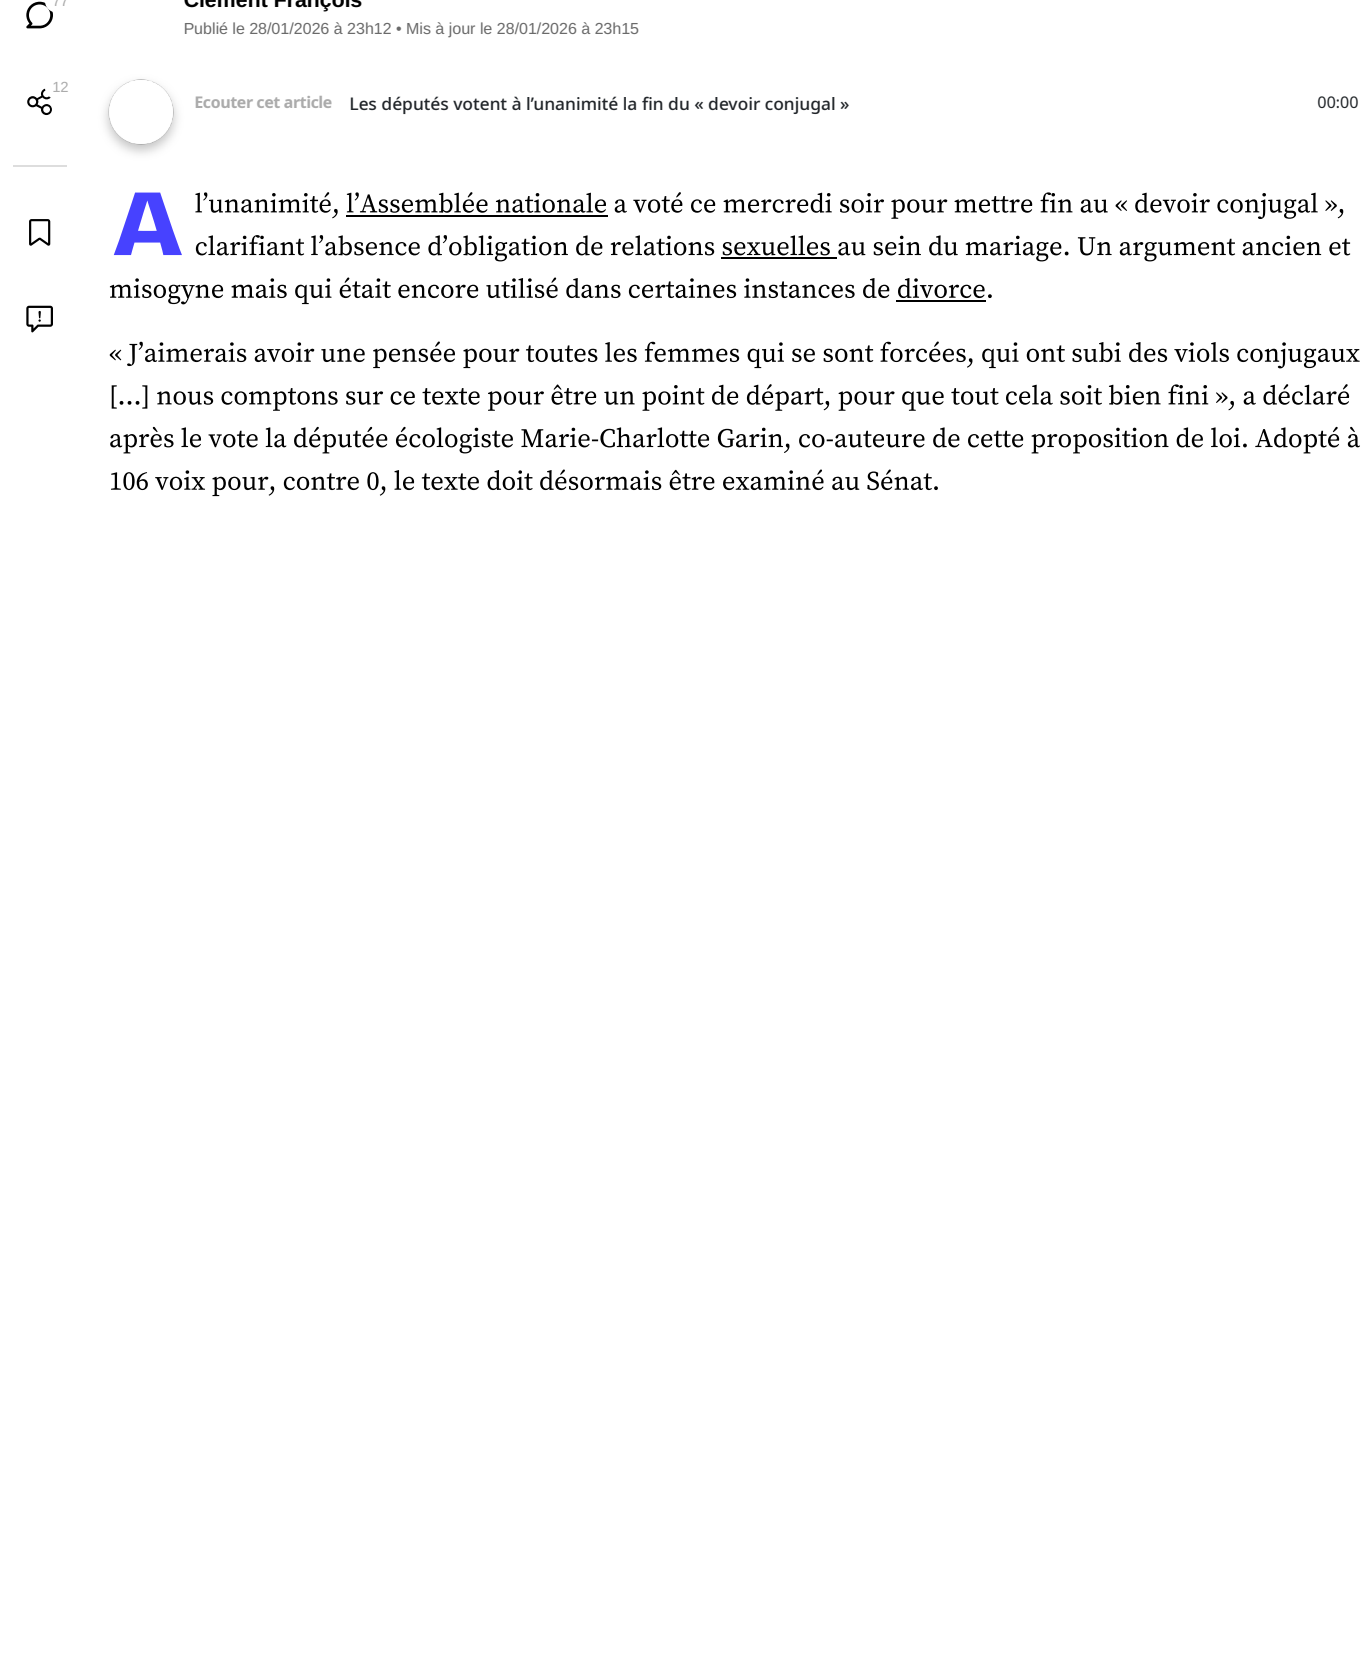 77
Clément François
Publié le 28/01/2026 à 23h12 • Mis à jour le 28/01/2026 à 23h15
12
Ecouter cet article Les députés votent à l’unanimité la fin du « devoir conjugal » 00:00
A l’unanimité, l’Assemblée nationale a voté ce mercredi soir pour mettre fin au « devoir conjugal »,
clarifiant l’absence d’obligation de relations sexuelles au sein du mariage. Un argument ancien et
misogyne mais qui était encore utilisé dans certaines instances de divorce.
« J’aimerais avoir une pensée pour toutes les femmes qui se sont forcées, qui ont subi des viols conjugaux
[…] nous comptons sur ce texte pour être un point de départ, pour que tout cela soit bien fini », a déclaré
après le vote la députée écologiste Marie-Charlotte Garin, co-auteure de cette proposition de loi. Adopté à
106 voix pour, contre 0, le texte doit désormais être examiné au Sénat.